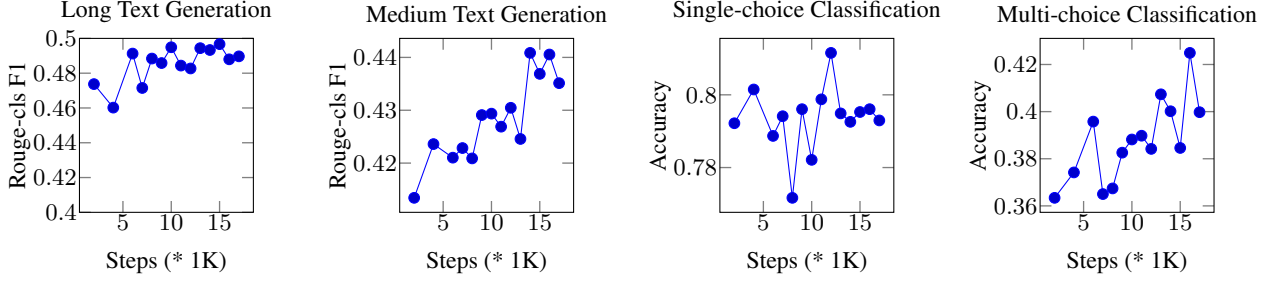 Long Text Generation
0.5
0.48
0.46
0.44
0.42
0.4
Rouge-cls F1
5 10 15
Steps (* 1K)
Medium Text Generation
0.44
0.43
0.42
Rouge-cls F1
5 10 15
Steps (* 1K)
Single-choice Classification
0.8
0.78
Accuracy
5 10 15
Steps (* 1K)
Multi-choice Classification
0.42
0.4
0.38
0.36
Accuracy
5 10 15
Steps (* 1K)